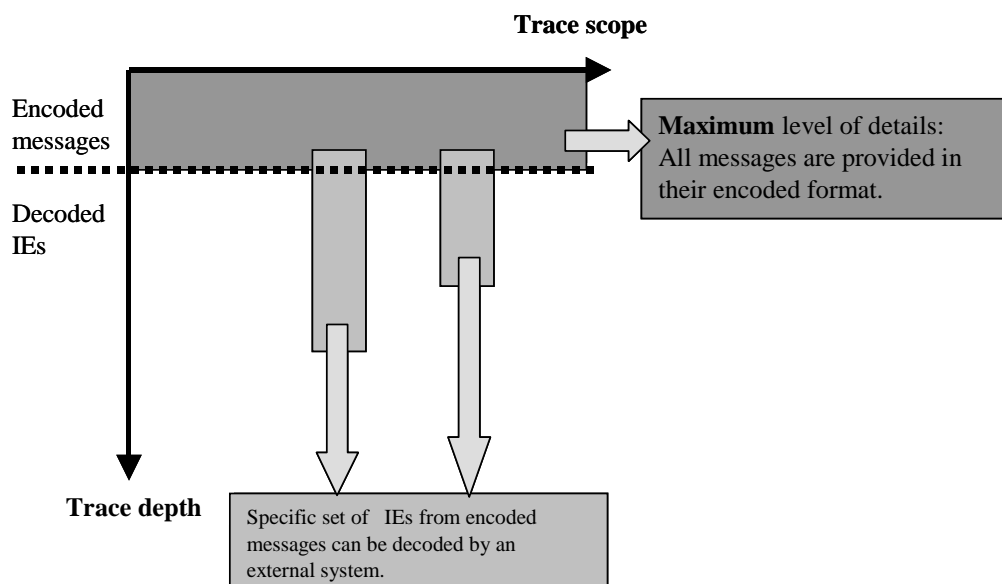 Trace scope
Encoded
messages
Maximum level of details:
All messages are provided in
their encoded format.
Decoded
IEs
Trace depth
Specific set of IEs from encoded
messages can be decoded by an
external system.